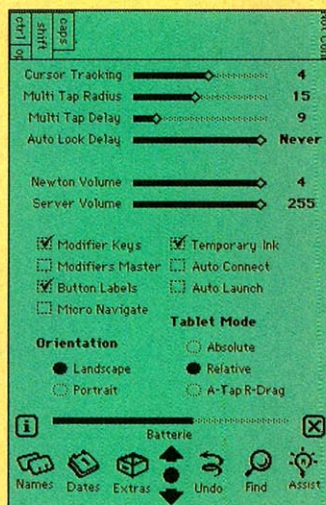 ctrl op
shift
caps
Cursor Tracking 4
Multi Tap Radius 15
Multi Tap Delay 9
Auto Lock Delay Never
Newton Volume 4
Server Volume 255
Modifier Keys
Modifiers Master
Button Labels
Micro Navigate
Temporary Ink
Auto Connect
Auto Launch
Orientation
Landscape
Portrait
Tablet Mode
Absolute
Relative
A-Tap R-Drag
i
Batterie
Names Dates Extras Undo Find Assist